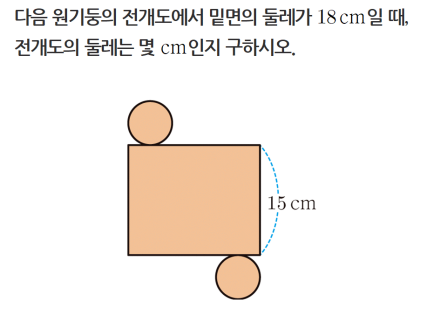 다음 원기둥의 전개도에서 밑면의 둘레가 18 cm일 때,
전개도의 둘레는 몇 cm인지 구하시오.
15 cm